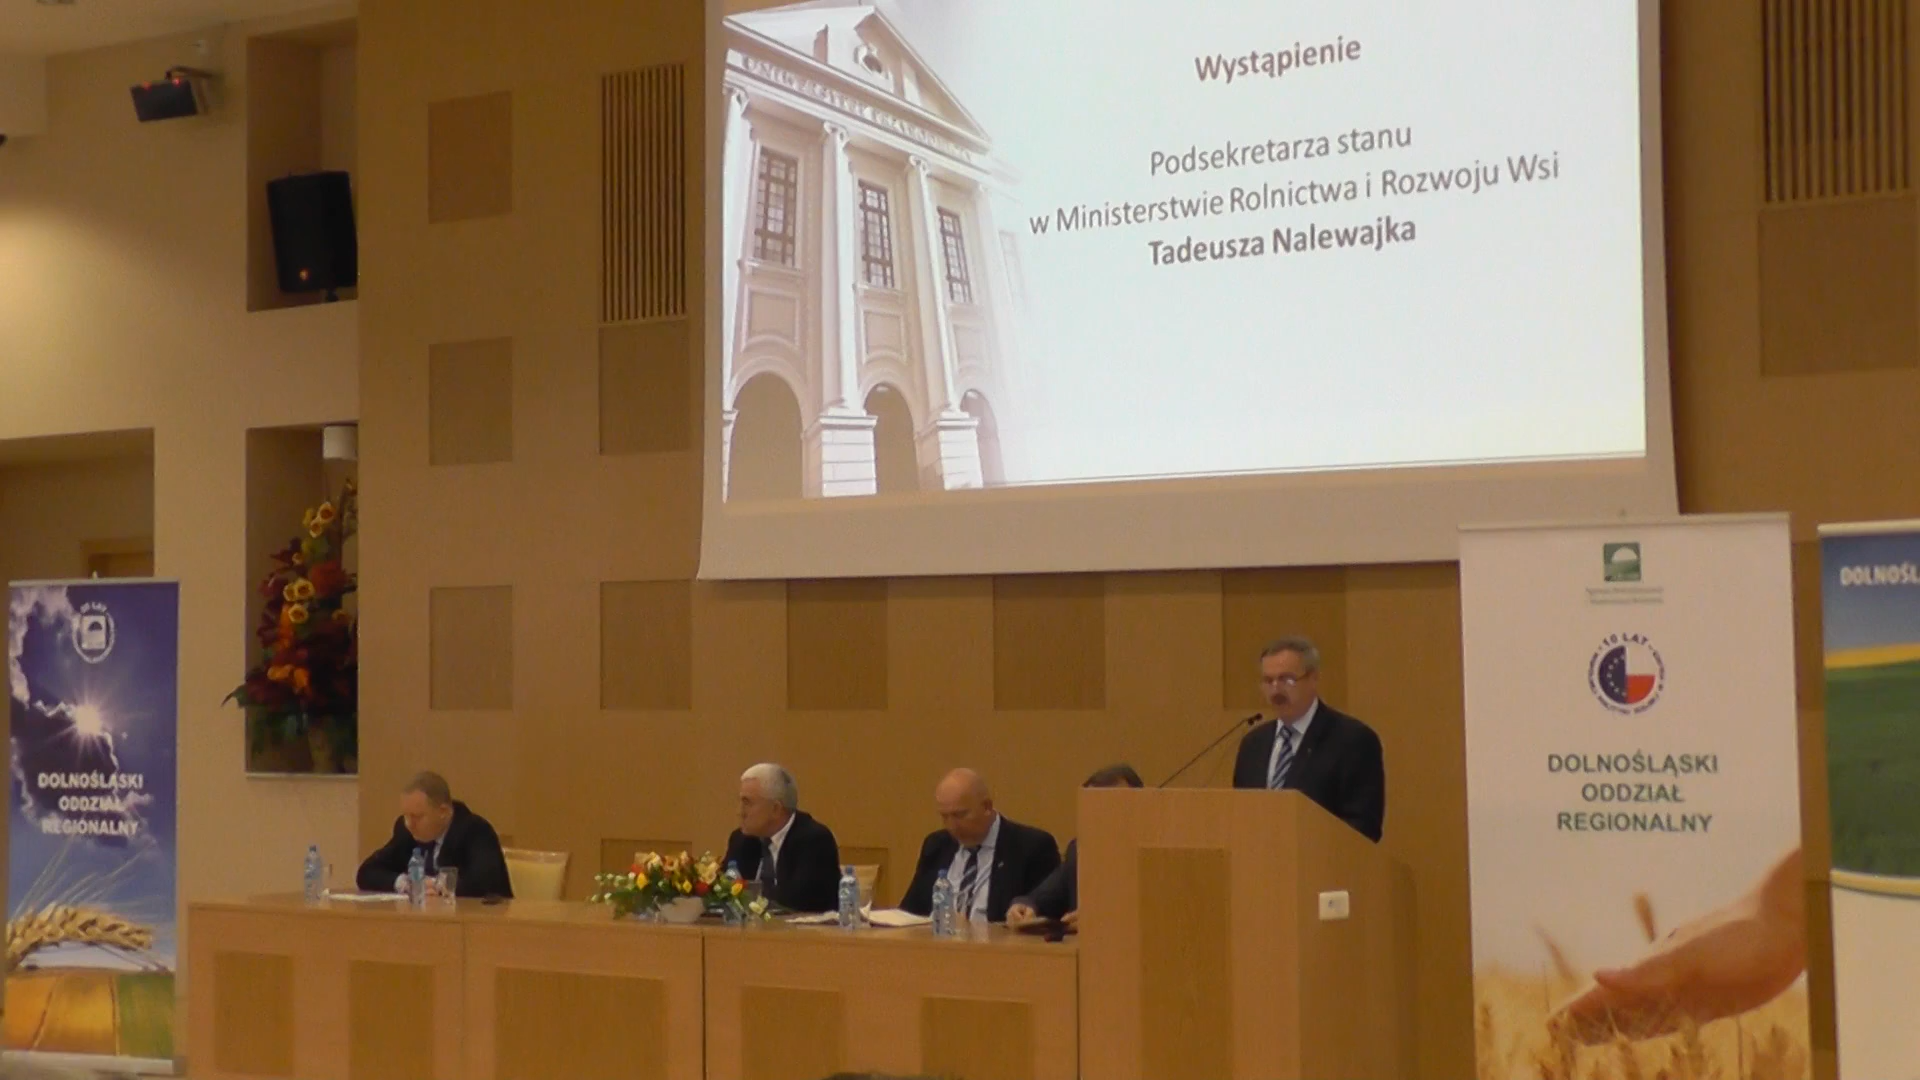 Wystąpienie
Podsekretarza stanu
w Ministerstwie Rolnictwa i Rozwoju Wsi
Tadeusza Nalewajka
DOLNOŚLĄSKI
ODDZIAŁ
REGIONALNY
10 LAT
DOLNOŚLĄSKI
ODDZIAŁ
REGIONALNY